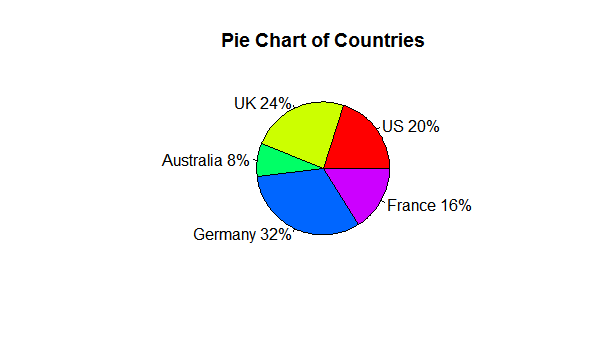 Pie Chart of Countries
UK 24%
US 20%
Australia 8%
France 16%
Germany 32%